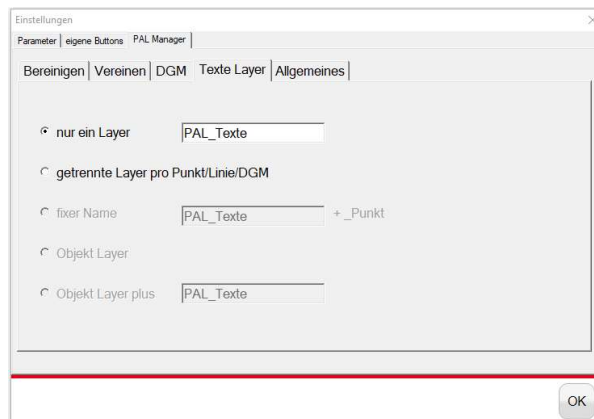 Einstellungen
Parameter eigene Buttons PAL Manager
Bereinigen Vereinen DGM Texte Layer Allgemeines
nur ein Layer PAL_Texte
getrennte Layer pro Punkt/Linie/DGM
fixer Name PAL_Texte + _Punkt
Objekt Layer
Objekt Layer plus PAL_Texte
OK